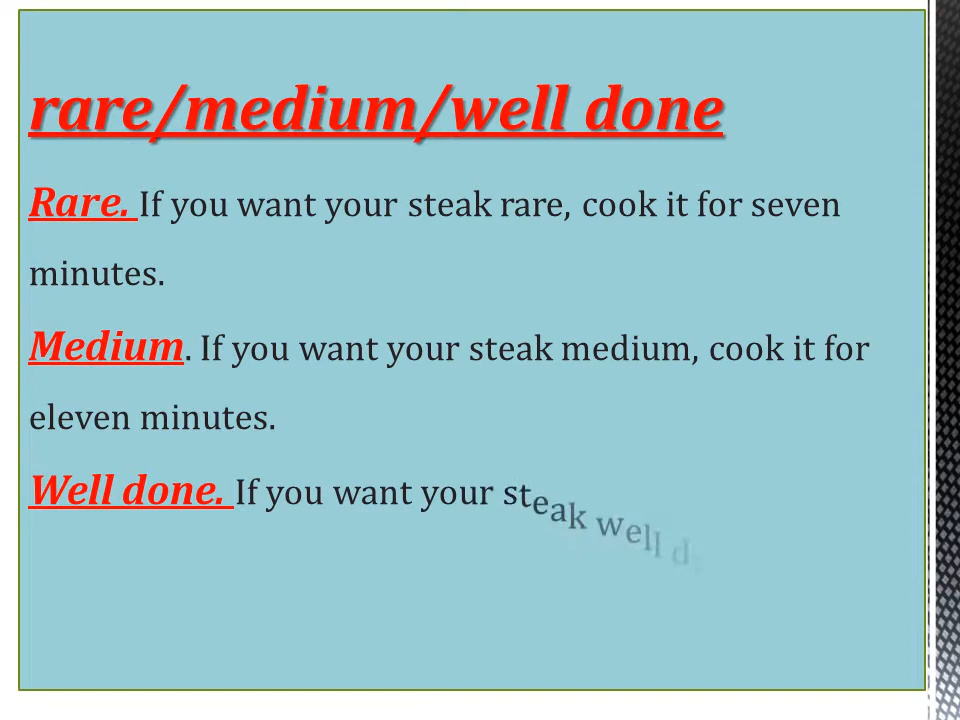 rare/medium/well done
Rare. If you want your steak rare, cook it for seven
minutes.
Medium. If you want your steak medium, cook it for
eleven minutes.
Well done. If you want your steak well